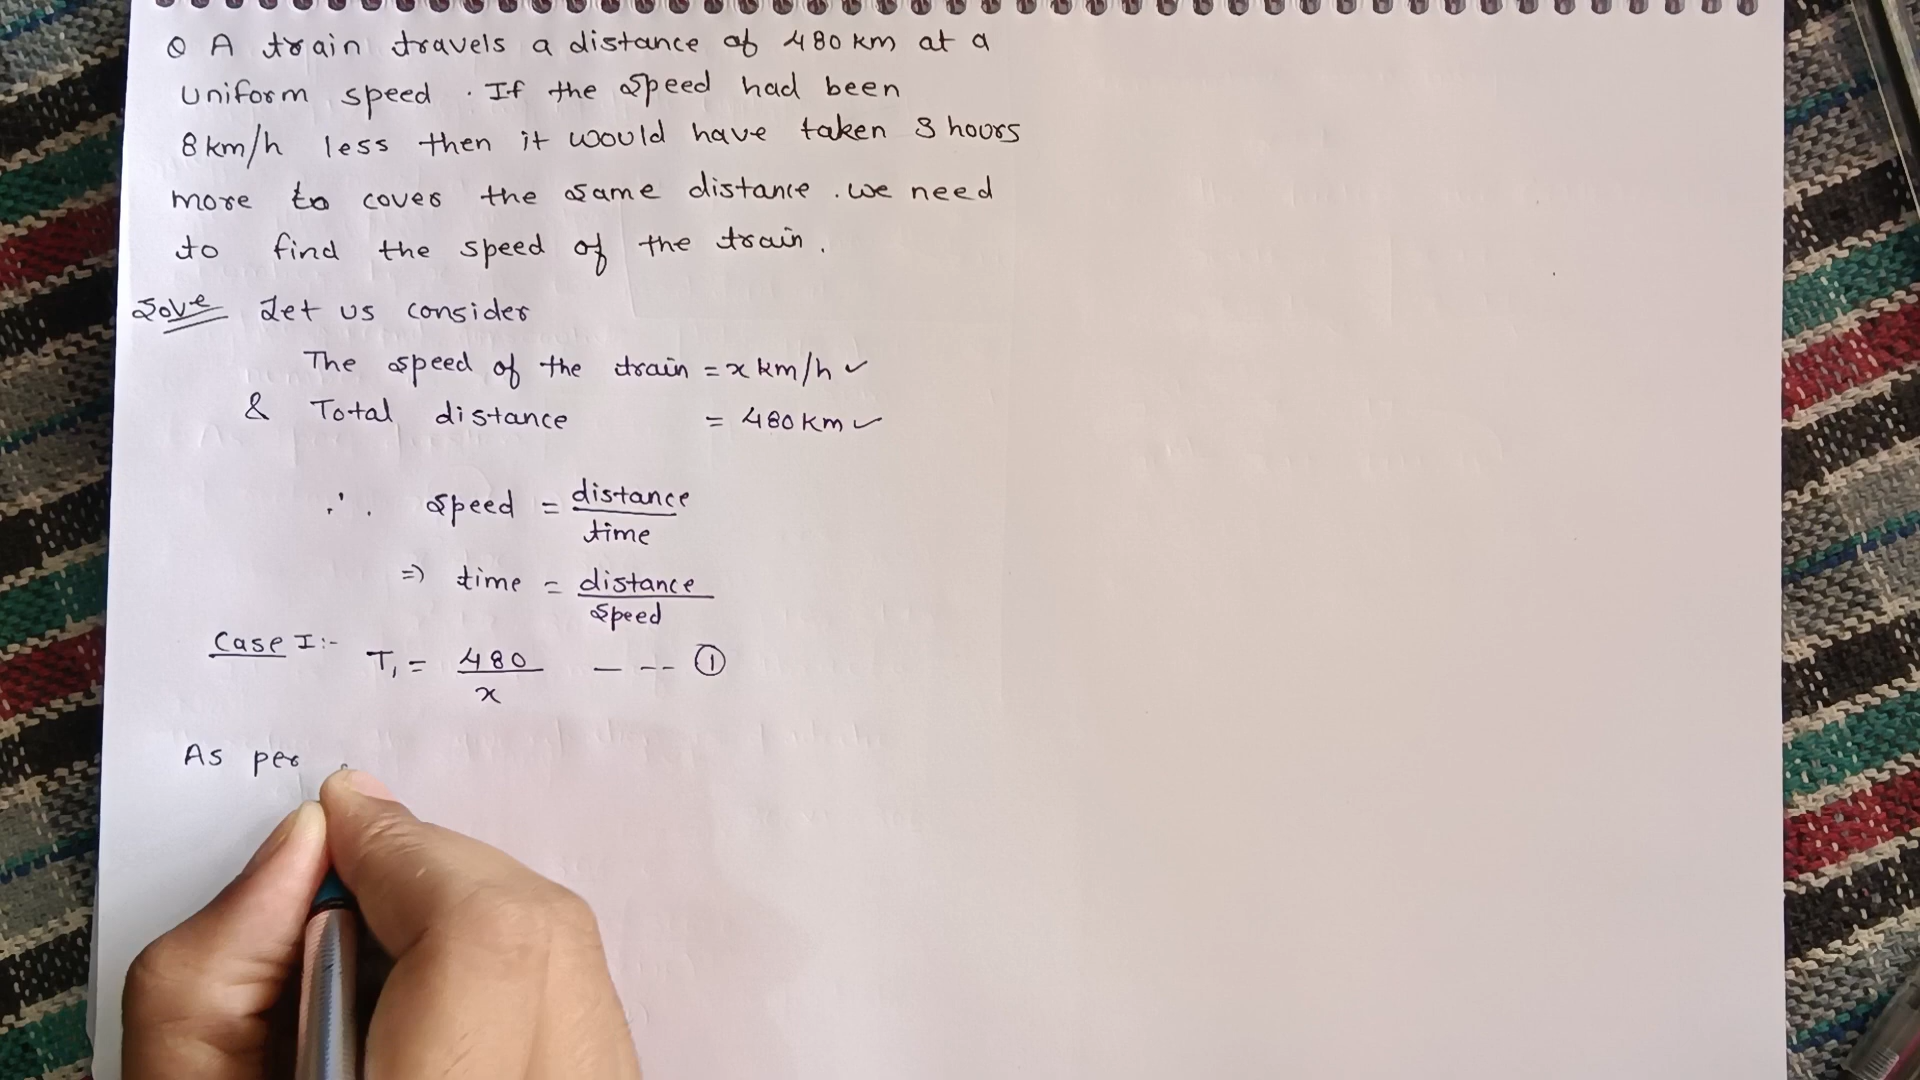 Q A train travels a distance of 480 km at a
uniform speed. If the speed had been
8 km/h less then it would have taken 3 hours
more to cover the same distance. we need
to find the speed of the train.
Solve Let us consider
The speed of the train = x km/h ✓
& Total distance = 480 km ✓
∴ speed = distance
time
⇒ time = distance
speed
Case I :- T₁ = 480 — -- ①
x
As per